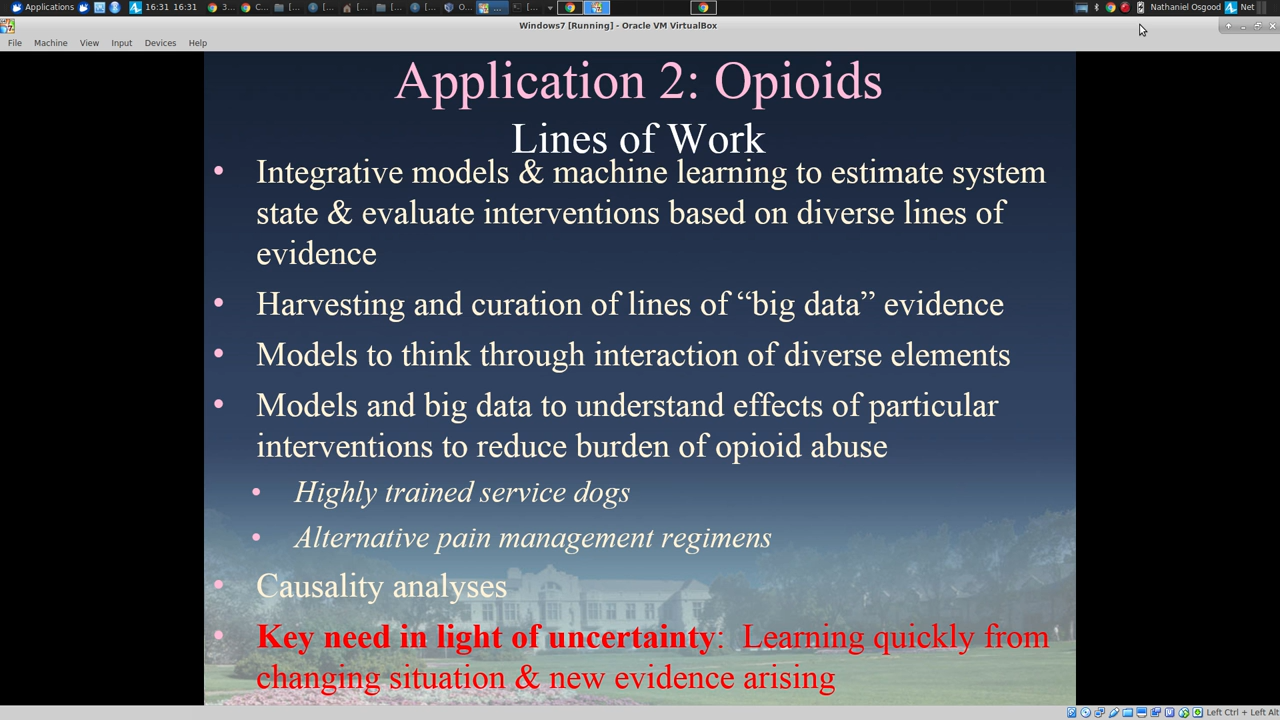 Applications
16:31 16:31
3...
C...
[...
[...
[...
O...
...
[...
Nathaniel Osgood
Net
Windows7 [Running] - Oracle VM VirtualBox
File Machine View Input Devices Help
Application 2: Opioids
Lines of Work
• Integrative models & machine learning to estimate system
state & evaluate interventions based on diverse lines of
evidence
• Harvesting and curation of lines of “big data” evidence
• Models to think through interaction of diverse elements
• Models and big data to understand effects of particular
interventions to reduce burden of opioid abuse
• Highly trained service dogs
• Alternative pain management regimens
• Causality analyses
• Key need in light of uncertainty: Learning quickly from
changing situation & new evidence arising
Left Ctrl + Left Alt